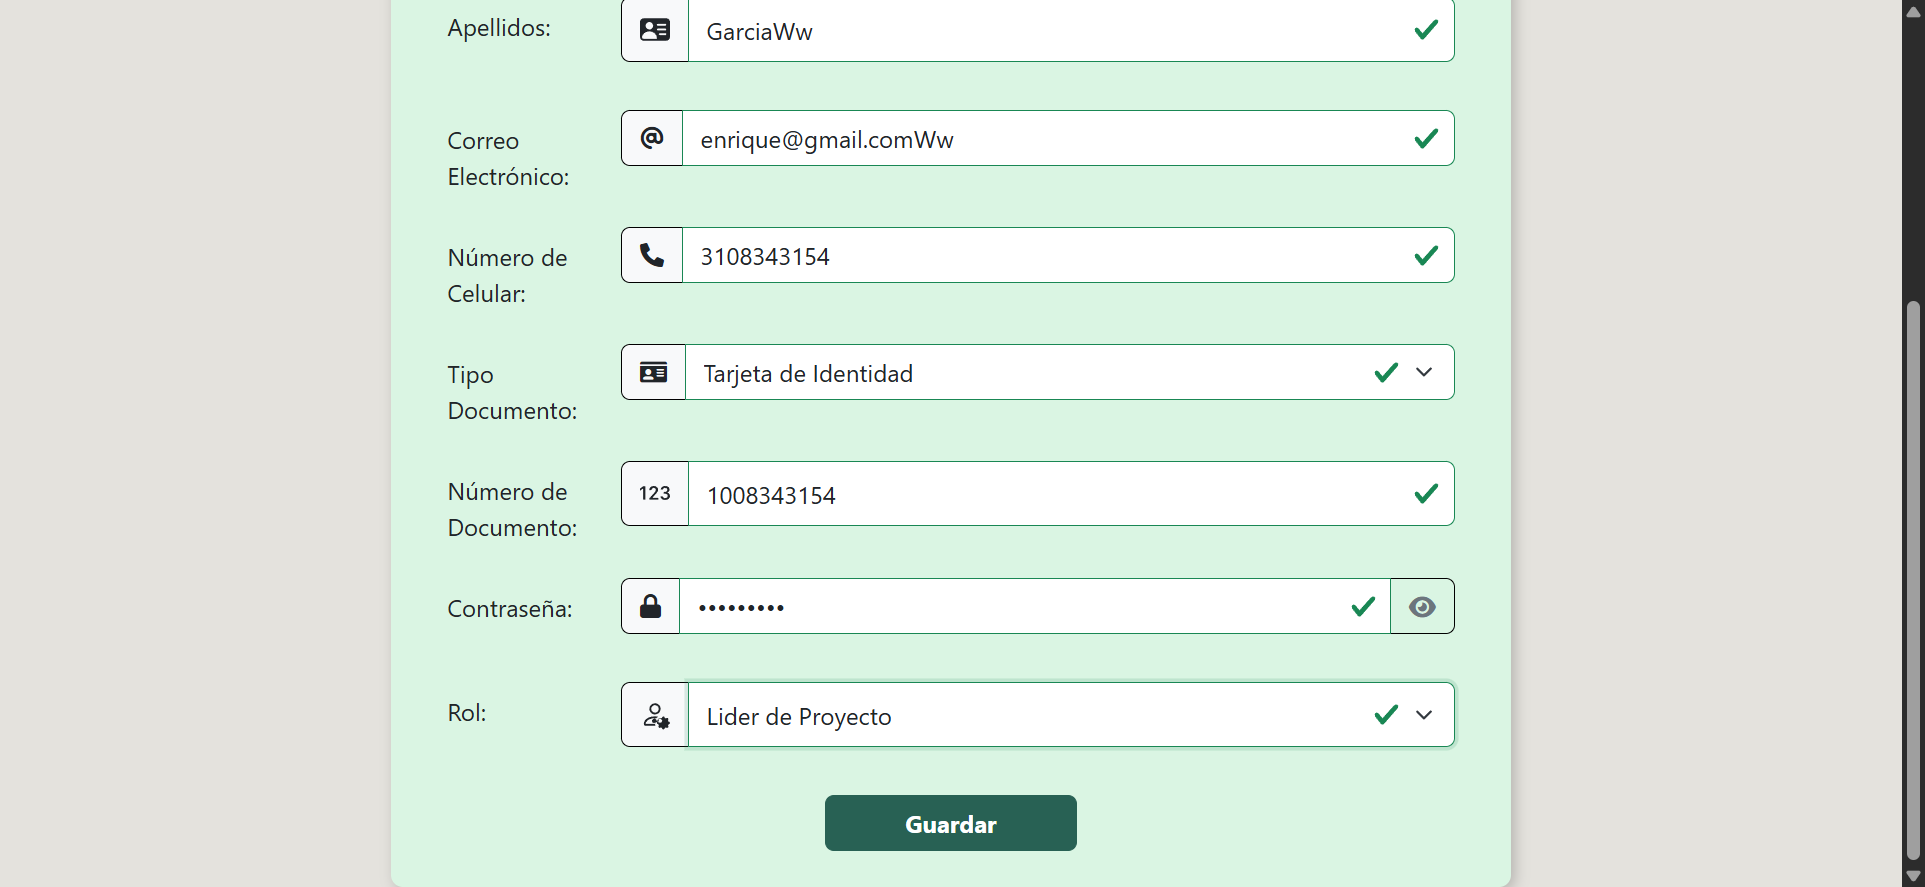 Apellidos:
GarciaWw
Correo
Electrónico:
enrique@gmail.comWw
Número de
Celular:
3108343154
Tipo
Documento:
Tarjeta de Identidad
Número de
Documento:
123
1008343154
Contraseña:
•••••••••
Rol:
Lider de Proyecto
Guardar